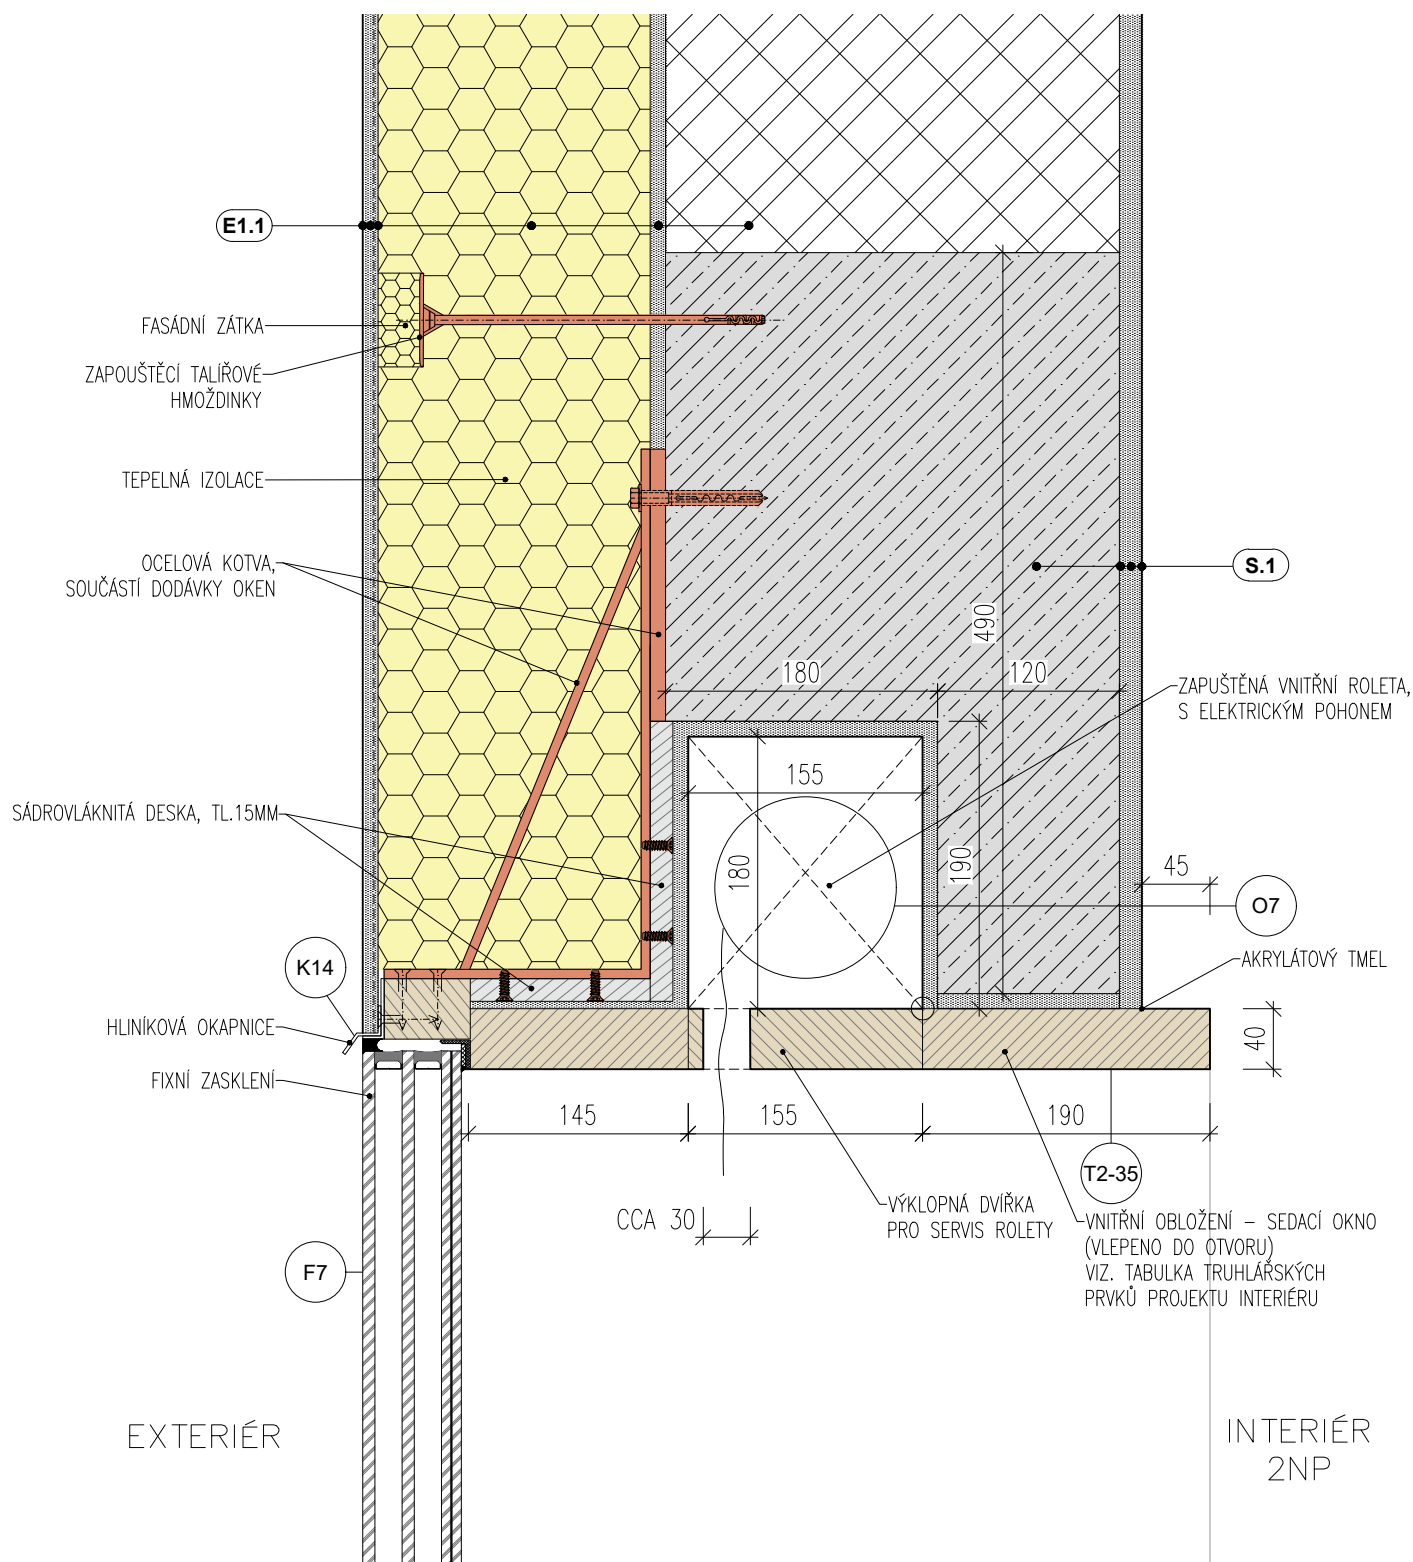 E1.1
FASÁDNÍ ZÁTKA
ZAPOUŠTĚCÍ TALÍŘOVÉ
HMOŽDINKY
TEPELNÁ IZOLACE
OCELOVÁ KOTVA,
SOUČÁSTÍ DODÁVKY OKEN
S.1
490
180
120
ZAPUŠTĚNÁ VNITŘNÍ ROLETA,
S ELEKTRICKÝM POHONEM
155
SÁDROVLÁKNITÁ DESKA, TL.15MM
180
190
45
O7
K14
AKRYLÁTOVÝ TMEL
HLINÍKOVÁ OKAPNICE
40
FIXNÍ ZASKLENÍ
145
155
190
T2-35
CCA 30
VÝKLOPNÁ DVÍŘKA
PRO SERVIS ROLETY
VNITŘNÍ OBLOŽENÍ – SEDACÍ OKNO
(VLEPENO DO OTVORU)
VIZ. TABULKA TRUHLÁŘSKÝCH
PRVKŮ PROJEKTU INTERIÉRU
F7
EXTERIÉR
INTERIÉR
2NP